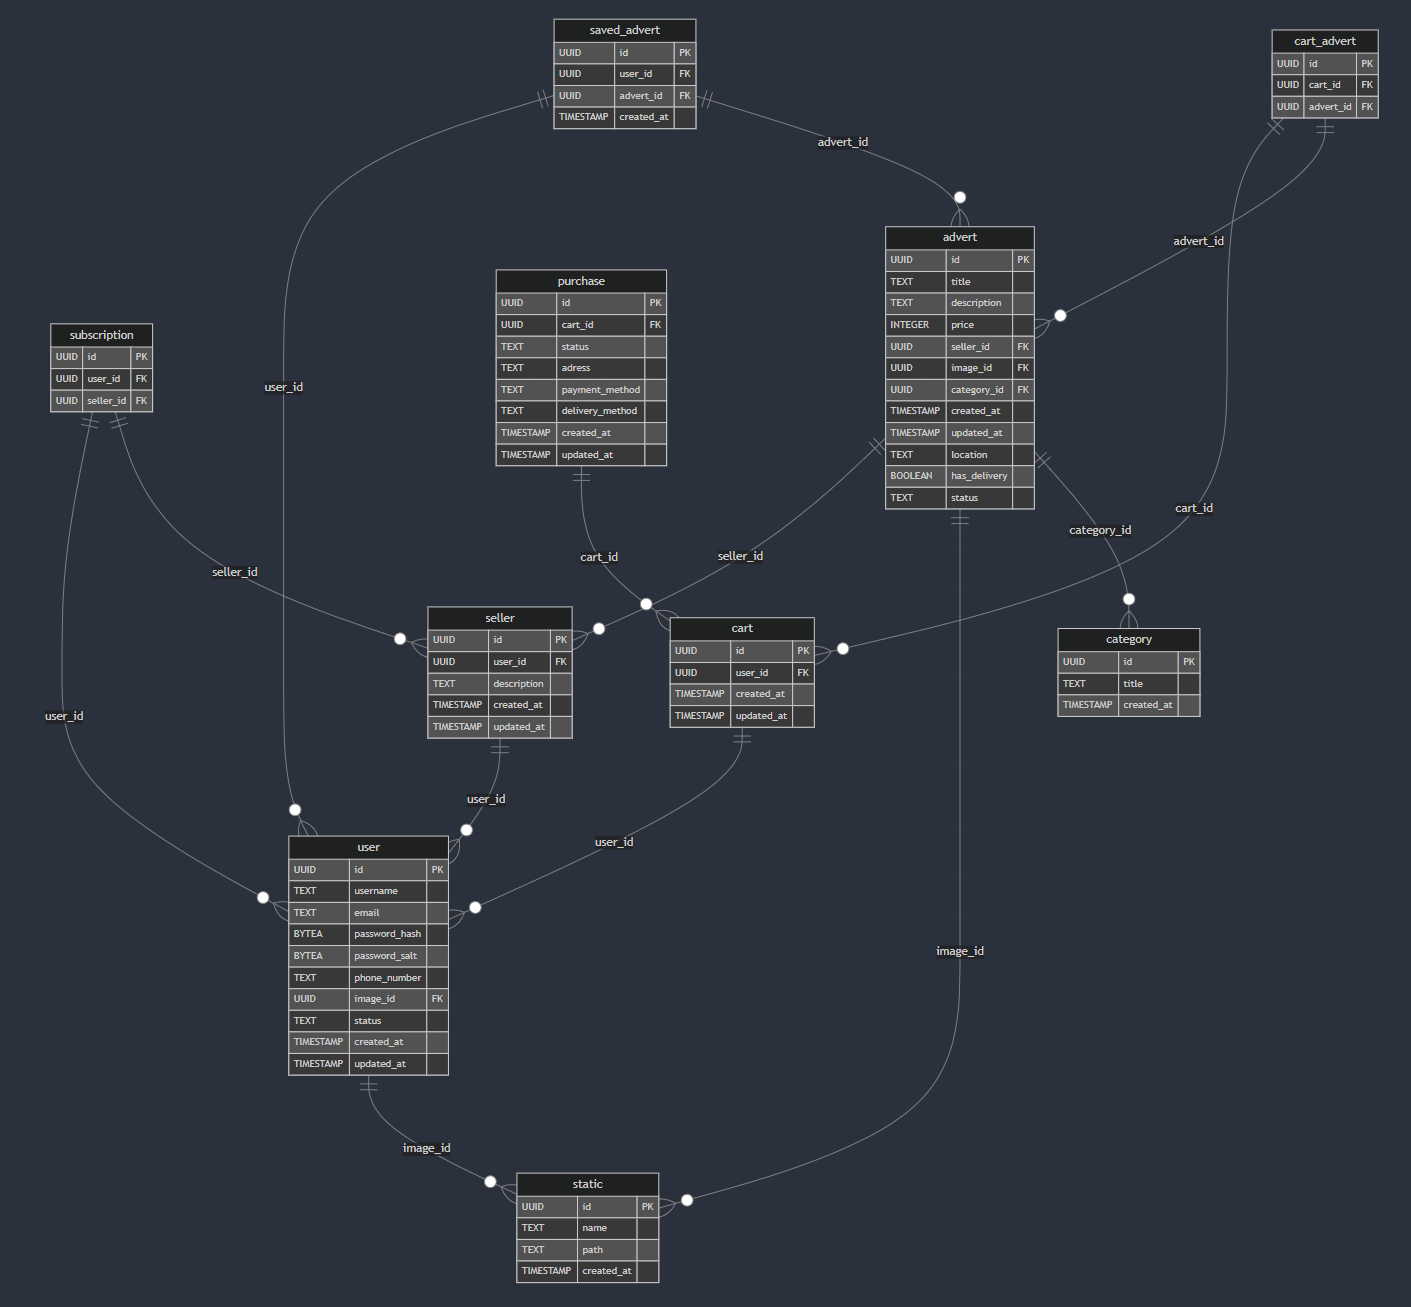 saved_advert
UUID id PK
UUID user_id FK
UUID advert_id FK
TIMESTAMP created_at
cart_advert
UUID id PK
UUID cart_id FK
UUID advert_id FK
advert_id
advert_id
advert
UUID id PK
TEXT title
TEXT description
INTEGER price
UUID seller_id FK
UUID image_id FK
UUID category_id FK
TIMESTAMP created_at
TIMESTAMP updated_at
TEXT location
BOOLEAN has_delivery
TEXT status
purchase
UUID id PK
UUID cart_id FK
TEXT status
TEXT adress
TEXT payment_method
TEXT delivery_method
TIMESTAMP created_at
TIMESTAMP updated_at
subscription
UUID id PK
UUID user_id FK
UUID seller_id FK
user_id
cart_id
category_id
cart_id
seller_id
seller_id
seller
UUID id PK
UUID user_id FK
TEXT description
TIMESTAMP created_at
TIMESTAMP updated_at
cart
UUID id PK
UUID user_id FK
TIMESTAMP created_at
TIMESTAMP updated_at
category
UUID id PK
TEXT title
TIMESTAMP created_at
user_id
user_id
user_id
user
UUID id PK
TEXT username
TEXT email
BYTEA password_hash
BYTEA password_salt
TEXT phone_number
UUID image_id FK
TEXT status
TIMESTAMP created_at
TIMESTAMP updated_at
image_id
image_id
static
UUID id PK
TEXT name
TEXT path
TIMESTAMP created_at